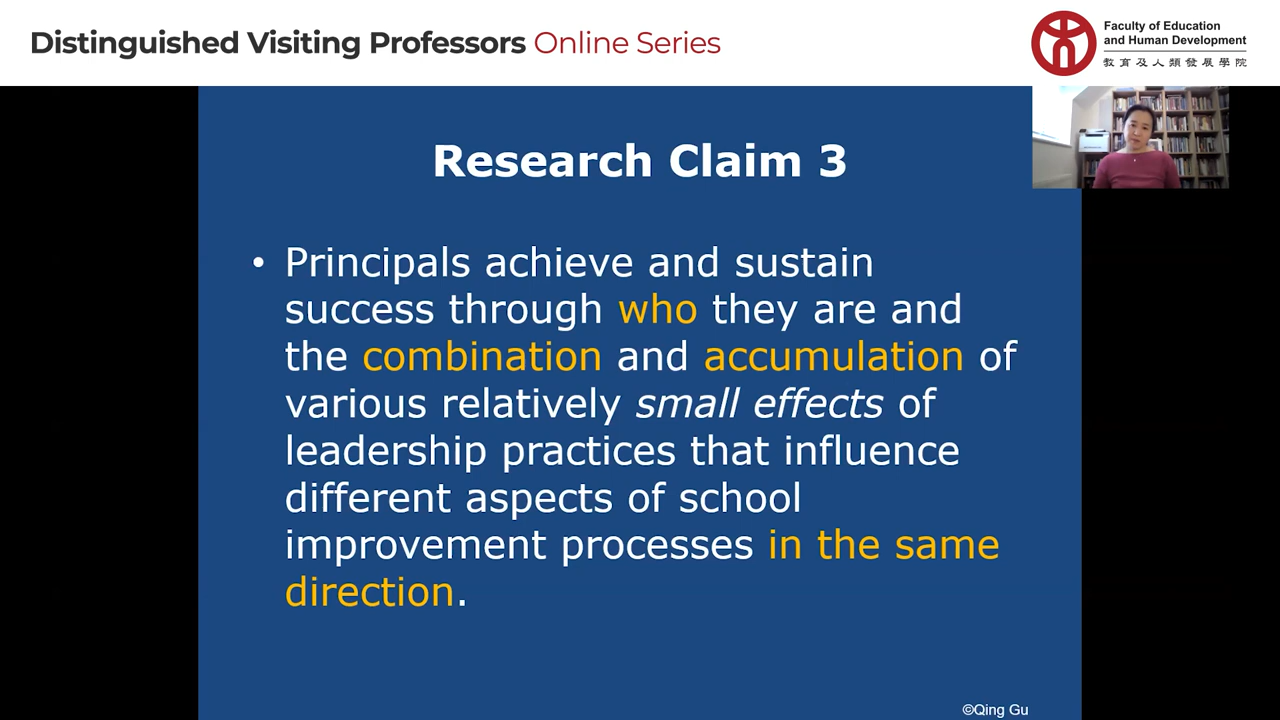 Distinguished Visiting Professors Online Series
Faculty of Education
and Human Development
教育及人類發展學院
Research Claim 3
• Principals achieve and sustain
success through who they are and
the combination and accumulation of
various relatively small effects of
leadership practices that influence
different aspects of school
improvement processes in the same
direction.
©Qing Gu